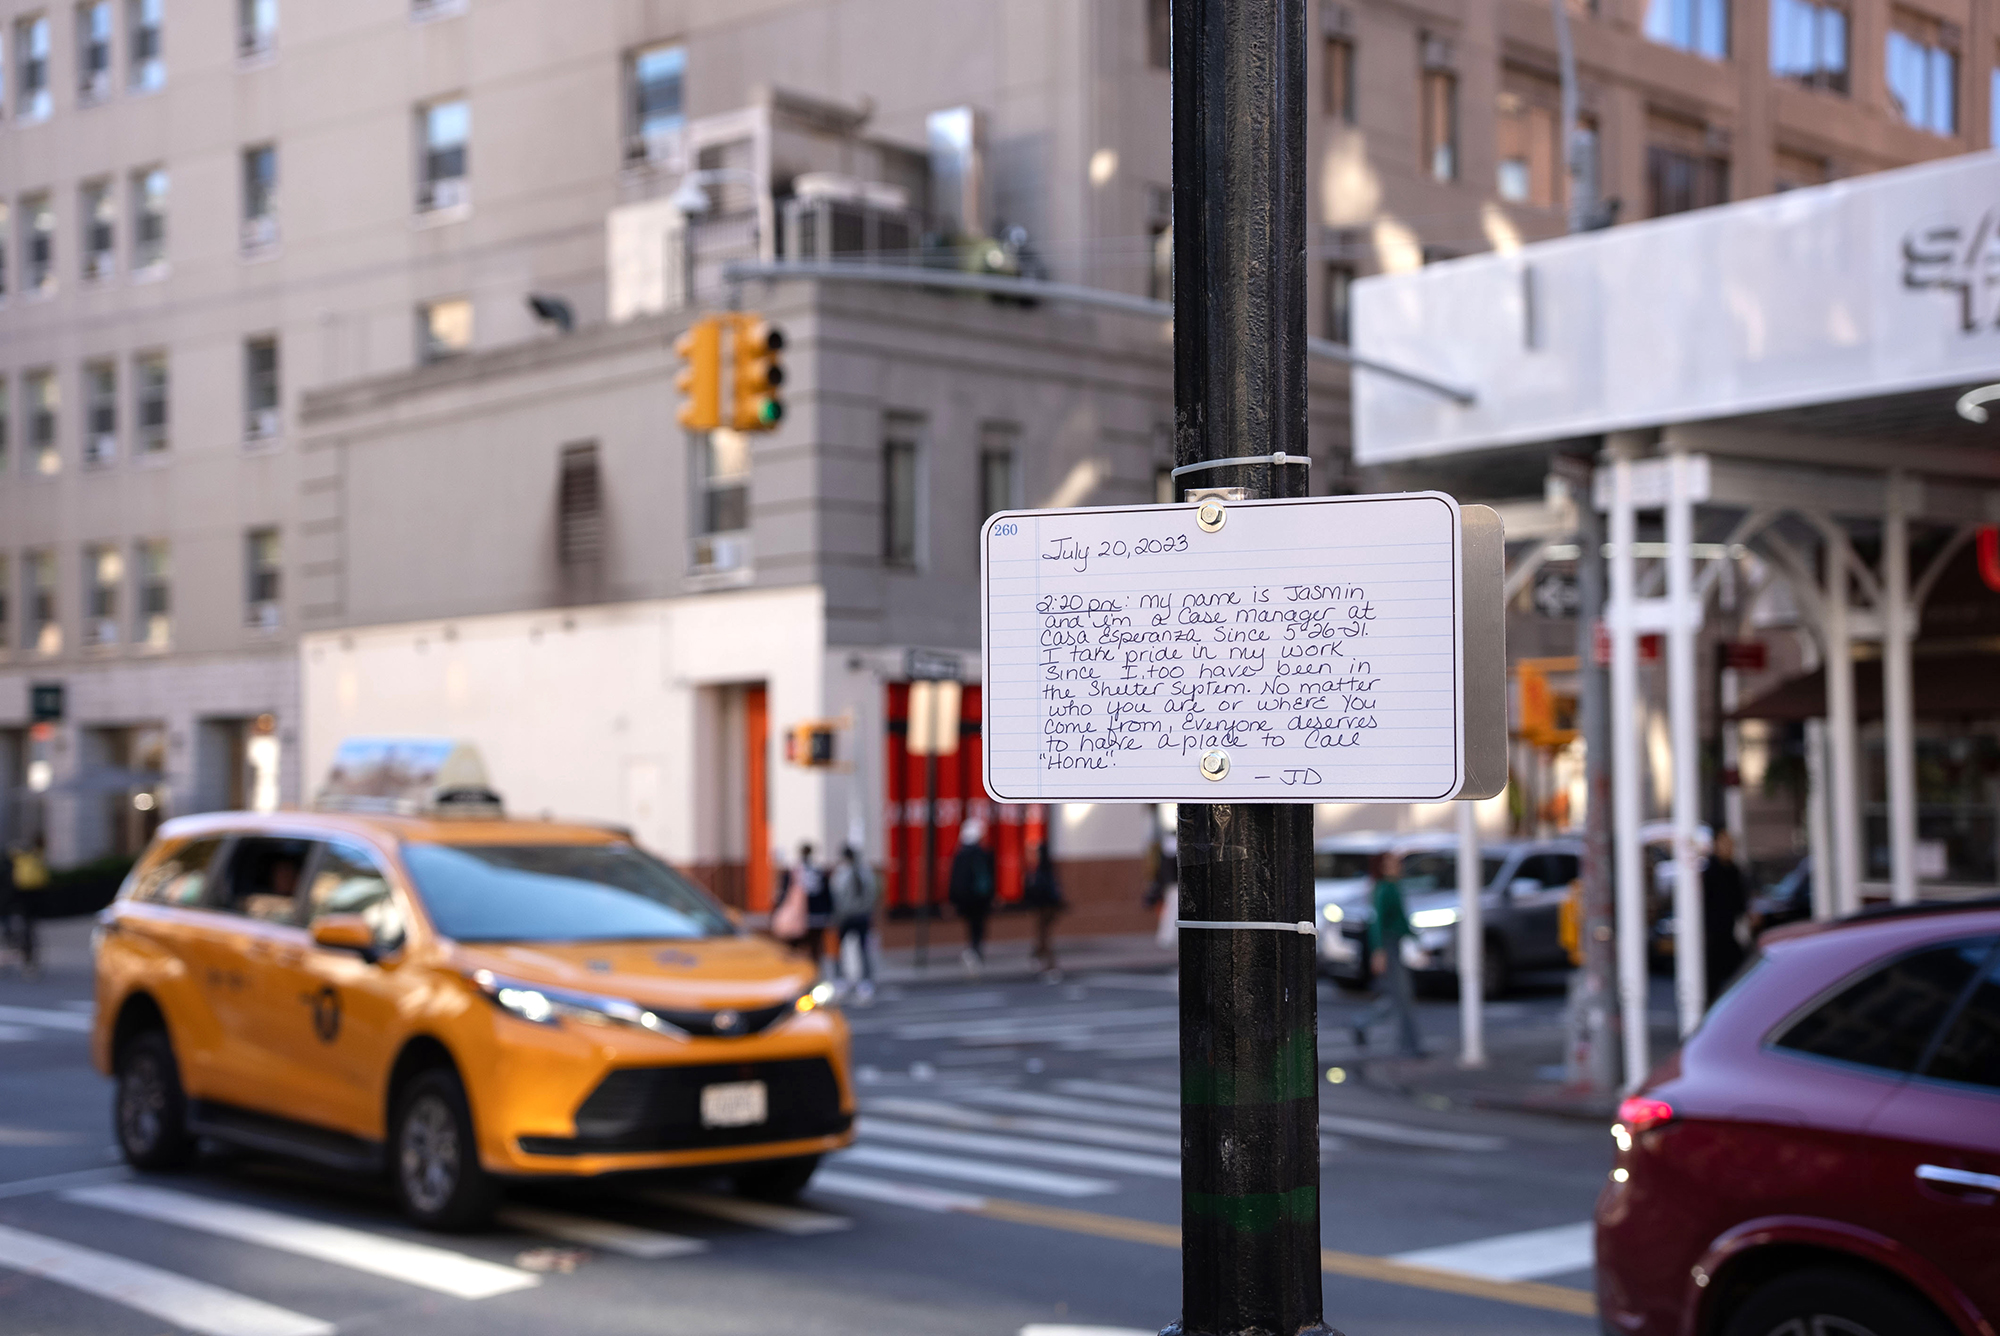 260
July 20, 2023
2:20 pm: my name is Jasmin
and i'm a Case manager at
Casa Esperanza Since 5-26-21.
I take pride in my work
Since I, too have been in
the Shelter System. No matter
who you are or where you
Come from, Everyone deserves
to have a place to Call
"Home".
- JD